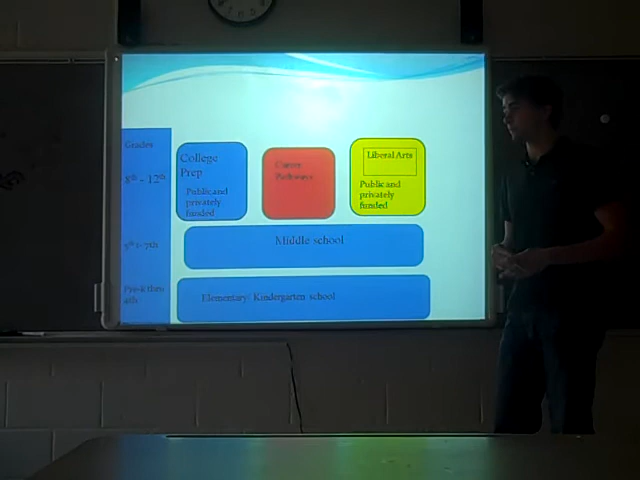 Grades
8th - 12th
College
Prep
Public and
privately
funded
Career
Pathways
Liberal Arts
Public and
privately
funded
5th - 7th
Middle school
4th
Elementary- Kindergarten school